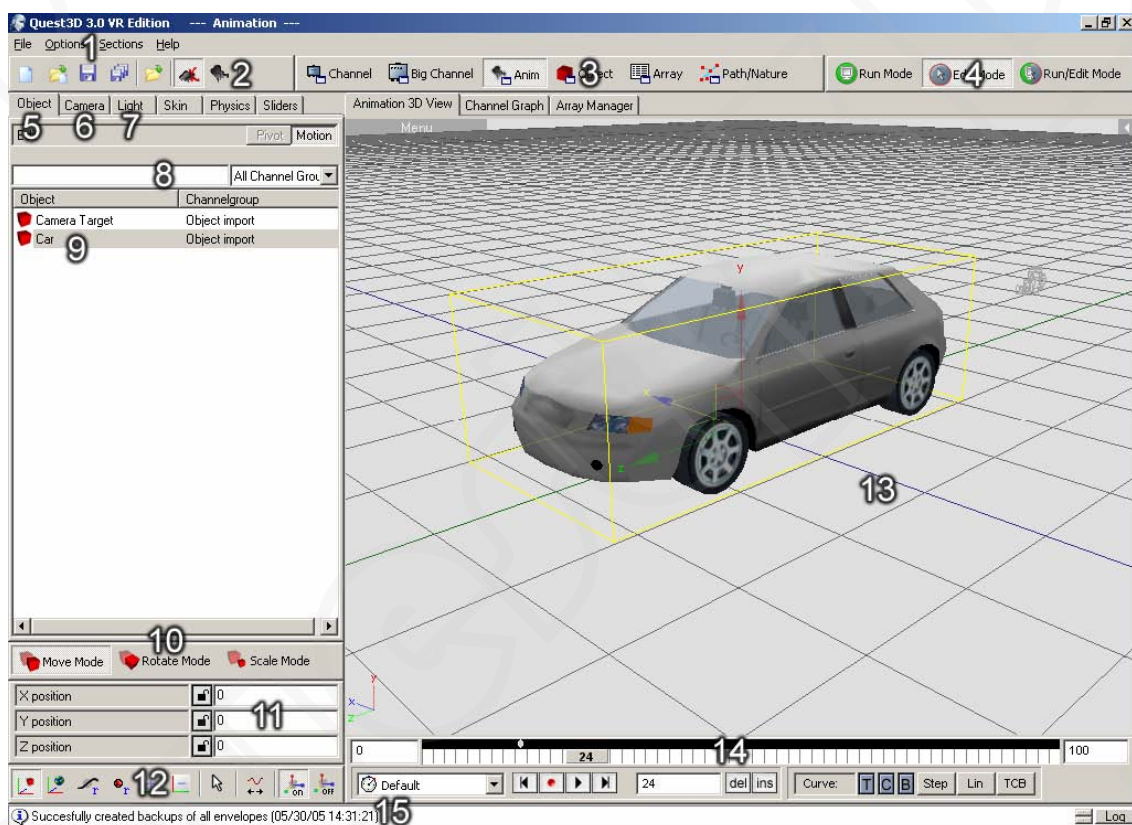 Quest3D 3.0 VR Edition --- Animation ---
File Options Sections Help
1
2 Channel Big Channel Anim Object Array Path/Nature Run Mode Edit Mode Run/Edit Mode
3
4
Object Camera Light Skin Physics Sliders Animation 3D View Channel Graph Array Manager
5 6 7
Pivot Motion Menu
8 All Channel Grou
Object Channelgroup
Camera Target Object import
Car Object import
9
y
x
z
13
10
Move Mode Rotate Mode Scale Mode
X position 0
Y position 0
Z position 0
11
y
x
z
0 24 14 100
12
on off
Default 24 del ins Curve: T C B Step Lin TCB
15
Succesfully created backups of all envelopes (05/30/05 14:31:21) Log